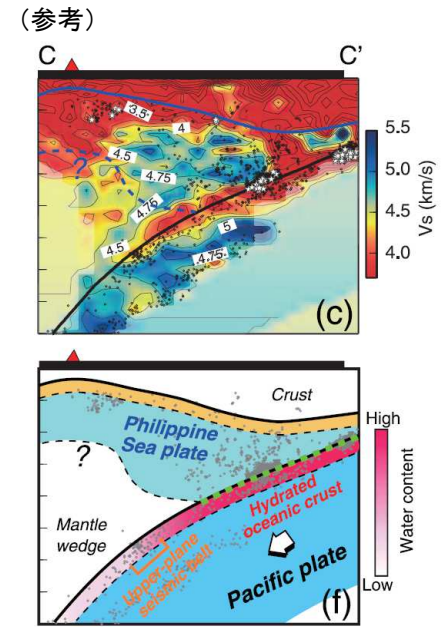 （参考）
C C’
3.5
4
4.5
?
4.75
4.75
5
4.5
4.75
(c)
5.5
5.0
4.5
4.0
Vs (km/s)
Crust
Philippine
Sea plate
?
Mantle
wedge
Hydrated
oceanic crust
Upper-plane
seismic belt
Pacific plate
(f)
High
Low
Water content